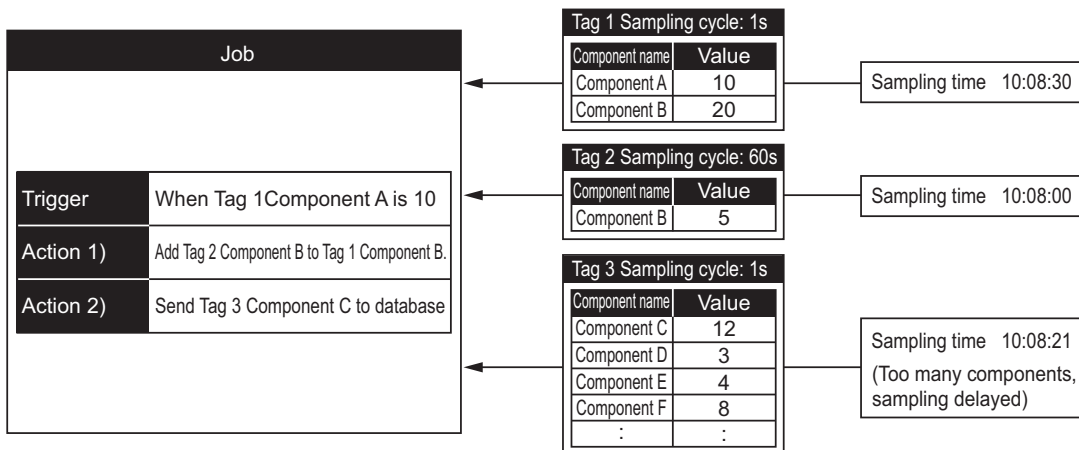 Job
Trigger When Tag 1Component A is 10
Action 1) Add Tag 2 Component B to Tag 1 Component B.
Action 2) Send Tag 3 Component C to database
Tag 1 Sampling cycle: 1s
Component name Value
Component A 10
Component B 20
Sampling time 10:08:30
Tag 2 Sampling cycle: 60s
Component name Value
Component B 5
Sampling time 10:08:00
Tag 3 Sampling cycle: 1s
Component name Value
Component C 12
Component D 3
Component E 4
Component F 8
: :
Sampling time 10:08:21
(Too many components,
sampling delayed)